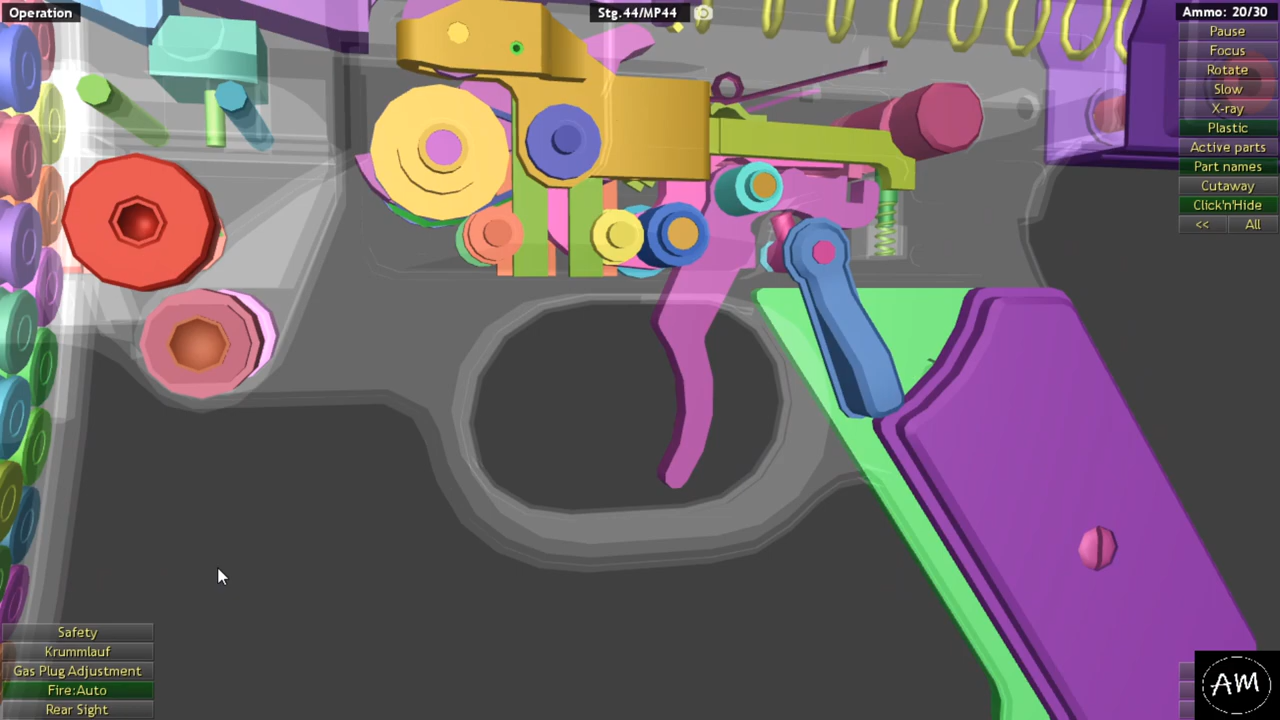 Operation
Stg.44/MP44
Ammo: 20/30
Pause
Focus
Rotate
Slow
X-ray
Plastic
Active parts
Part names
Cutaway
Click'n'Hide
<< All
Safety
Krummlauf
Gas Plug Adjustment
Fire:Auto
Rear Sight
AM